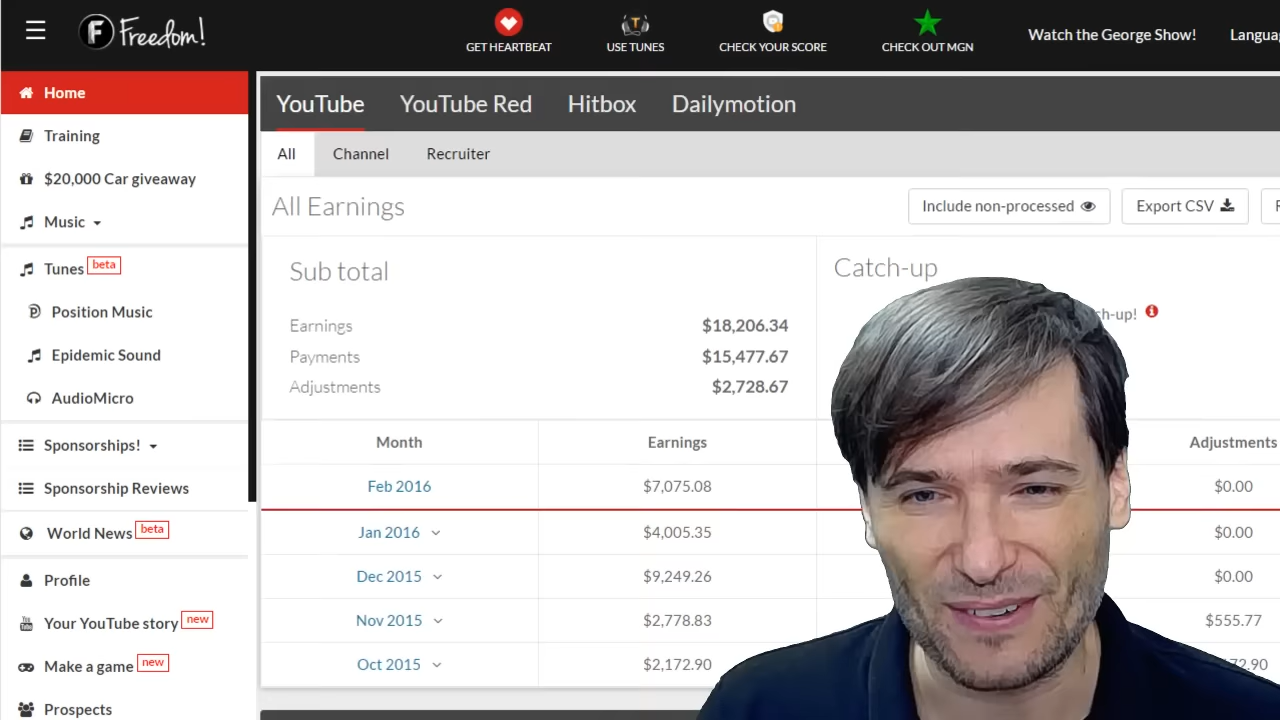 Freedom!
GET HEARTBEAT
USE TUNES
CHECK YOUR SCORE
CHECK OUT MGN
Watch the George Show!
Home
Training
$20,000 Car giveaway
Music
Tunes beta
Position Music
Epidemic Sound
AudioMicro
Sponsorships!
Sponsorship Reviews
World News beta
Profile
Your YouTube story new
Make a game new
Prospects
YouTube YouTube Red Hitbox Dailymotion
All Channel Recruiter
All Earnings
Include non-processed
Export CSV
Sub total
Earnings $18,206.34
Payments $15,477.67
Adjustments $2,728.67
Catch-up
Month Earnings Adjustments
Feb 2016 $7,075.08 $0.00
Jan 2016 $4,005.35 $0.00
Dec 2015 $9,249.26 $0.00
Nov 2015 $2,778.83 $555.77
Oct 2015 $2,172.90